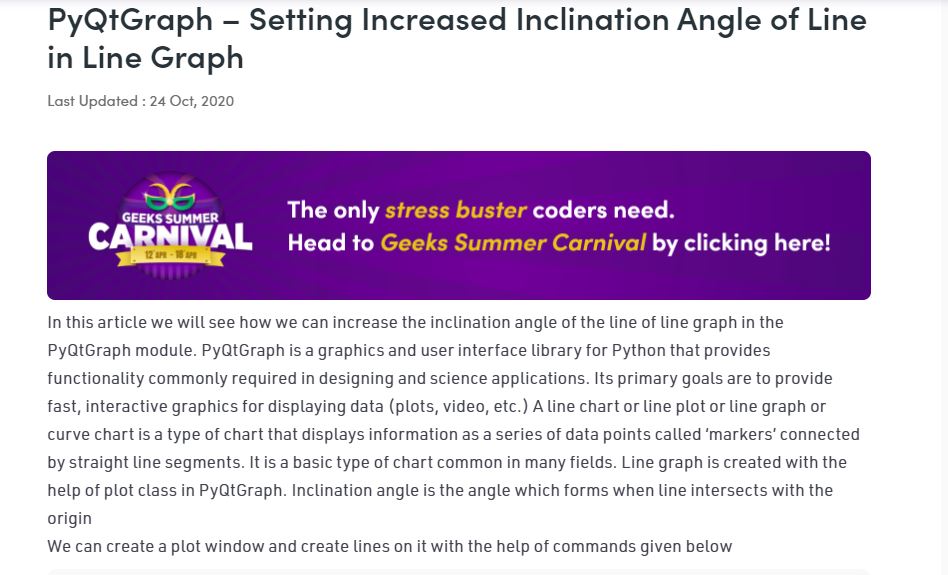 PyQtGraph – Setting Increased Inclination Angle of Line
in Line Graph
Last Updated : 24 Oct, 2020
GEEKS SUMMER
CARNIVAL
12 APR - 18 APR
The only stress buster coders need.
Head to Geeks Summer Carnival by clicking here!
In this article we will see how we can increase the inclination angle of the line of line graph in the
PyQtGraph module. PyQtGraph is a graphics and user interface library for Python that provides
functionality commonly required in designing and science applications. Its primary goals are to provide
fast, interactive graphics for displaying data (plots, video, etc.) A line chart or line plot or line graph or
curve chart is a type of chart that displays information as a series of data points called ‘markers’ connected
by straight line segments. It is a basic type of chart common in many fields. Line graph is created with the
help of plot class in PyQtGraph. Inclination angle is the angle which forms when line intersects with the
origin
We can create a plot window and create lines on it with the help of commands given below